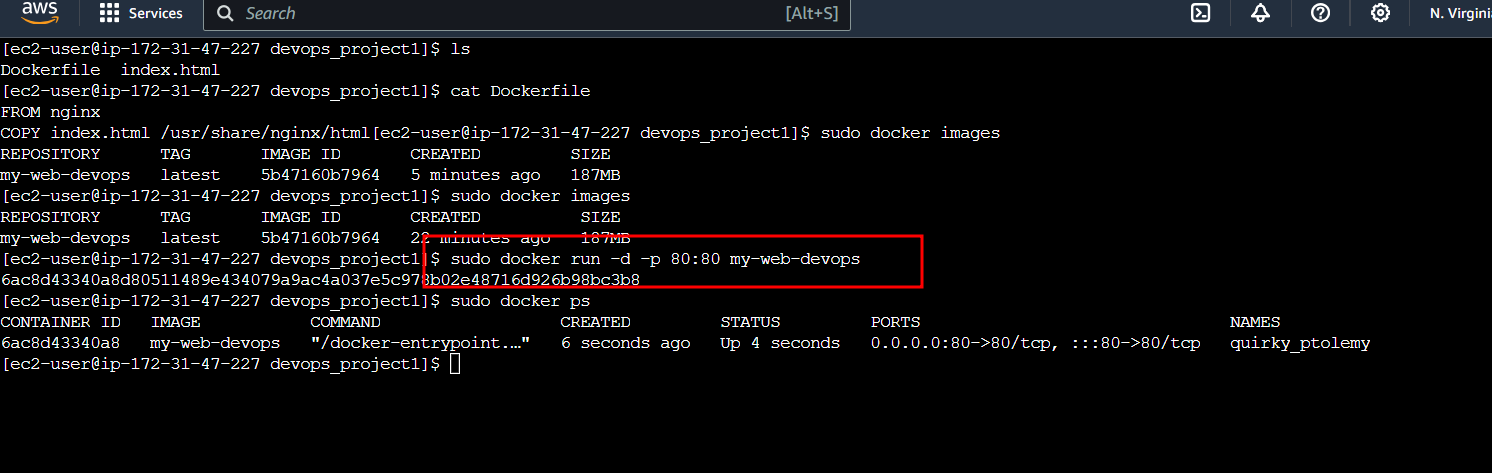 aws Services Search [Alt+S] N. Virginia
[ec2-user@ip-172-31-47-227 devops_project1]$ ls
Dockerfile  index.html
[ec2-user@ip-172-31-47-227 devops_project1]$ cat Dockerfile
FROM nginx
COPY index.html /usr/share/nginx/html[ec2-user@ip-172-31-47-227 devops_project1]$ sudo docker images
REPOSITORY      TAG       IMAGE ID       CREATED         SIZE
my-web-devops   latest    5b47160b7964   5 minutes ago   187MB
[ec2-user@ip-172-31-47-227 devops_project1]$ sudo docker images
REPOSITORY      TAG       IMAGE ID       CREATED          SIZE
my-web-devops   latest    5b47160b7964   22 minutes ago   187MB
[ec2-user@ip-172-31-47-227 devops_project1]$ sudo docker run -d -p 80:80 my-web-devops
6ac8d43340a8d80511489e434079a9ac4a037e5c978b02e48716d926b98bc3b8
[ec2-user@ip-172-31-47-227 devops_project1]$ sudo docker ps
CONTAINER ID   IMAGE           COMMAND                  CREATED         STATUS         PORTS                               NAMES
6ac8d43340a8   my-web-devops   "/docker-entrypoint.…"   6 seconds ago   Up 4 seconds   0.0.0.0:80->80/tcp, :::80->80/tcp   quirky_ptolemy
[ec2-user@ip-172-31-47-227 devops_project1]$